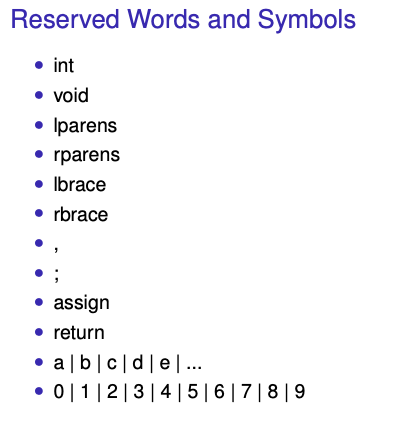 Reserved Words and Symbols
• int
• void
• lparens
• rparens
• lbrace
• rbrace
• ,
• ;
• assign
• return
• a | b | c | d | e | ...
• 0 | 1 | 2 | 3 | 4 | 5 | 6 | 7 | 8 | 9